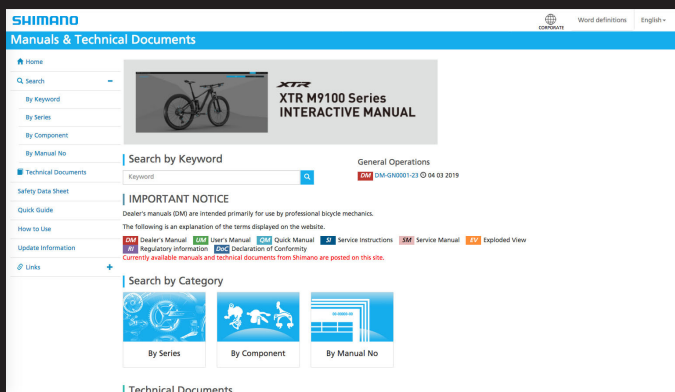 SHIMANO
CORPORATE
Word definitions
English
Manuals & Technical Documents
Home
Search
By Keyword
By Series
By Component
By Manual No
Technical Documents
Safety Data Sheet
Quick Guide
How to Use
Update Information
Links
XTR
XTR M9100 Series
INTERACTIVE MANUAL
Search by Keyword
Keyword
General Operations
DM DM-GN0001-23 04 03 2019
IMPORTANT NOTICE
Dealer's manuals (DM) are intended primarily for use by professional bicycle mechanics.
The following is an explanation of the terms displayed on the website.
DM Dealer's Manual UM User's Manual QM Quick Manual SI Service Instructions SM Service Manual EV Exploded View
RI Regulatory information DoC Declaration of Conformity
Currently available manuals and technical documents from Shimano are posted on this site.
Search by Category
By Series
By Component
By Manual No
Technical Documents